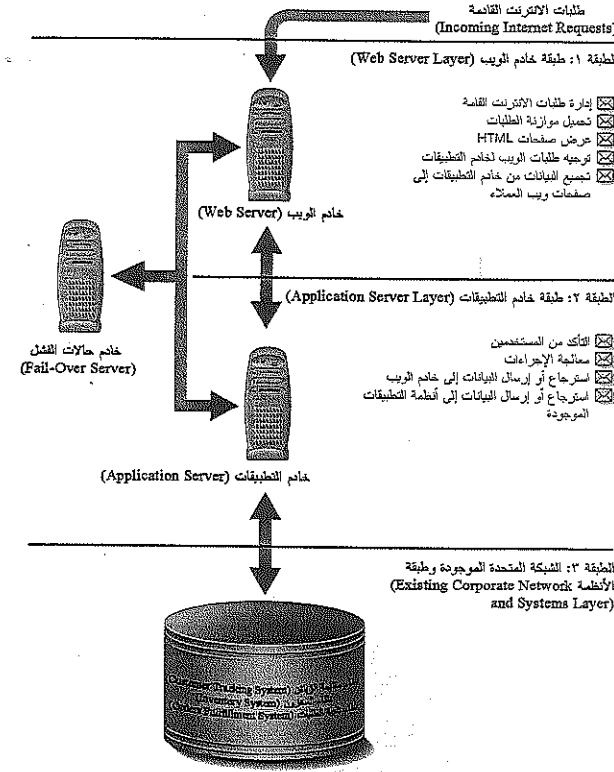 طلبات الانترنت القادمة
(Incoming Internet Requests)
الطبقة ١: طبقة خادم الويب (Web Server Layer)
إدارة طلبات الانترنت القامة
تحميل موازنة الطلبات
عرض صفحات HTML
توجيه طلبات الويب لخادم التطبيقات
تجميع البيانات من خادم التطبيقات إلى
صفحات ويب العملاء
خادم الويب (Web Server)
الطبقة ٢: طبقة خادم التطبيقات (Application Server Layer)
خادم حالات الفشل
(Fail-Over Server)
التأكد من المستخدمين
معالجة الإجراءات
استرجاع أو إرسال البيانات إلى خادم الويب
استرجاع أو إرسال البيانات إلى أنظمة التطبيقات
الموجودة
خادم التطبيقات (Application Server)
الطبقة ٣: الشبكة المتحدة الموجودة وطبقة
الأنظمة (Existing Corporate Network
and Systems Layer)
(Customer Tracking System)
(Inventory System)
(Order Fulfillment System)